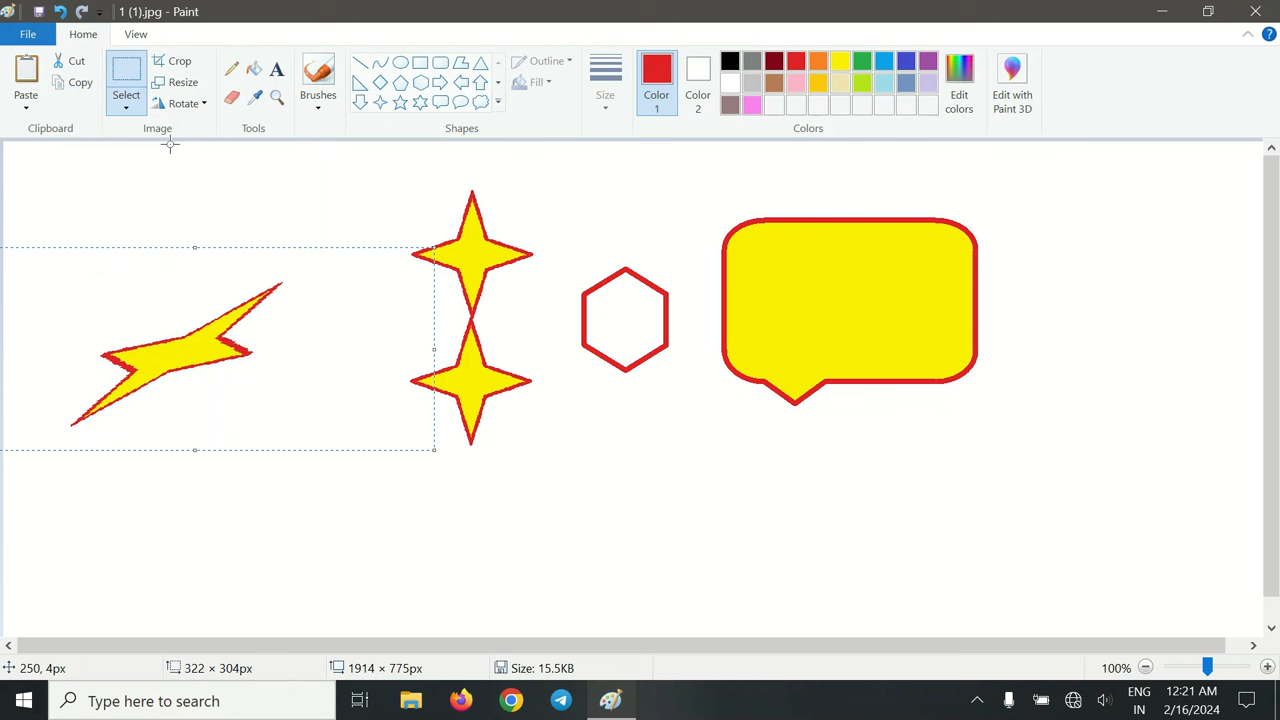 1 (1).jpg - Paint
File Home View
Paste Cut Copy Clipboard
Select Crop Resize Rotate Image
Tools
Brushes
Outline Fill Shapes
Size
Color 1 Color 2 Edit colors Colors
Edit with Paint 3D
250, 4px 322 × 304px 1914 × 775px Size: 15.5KB 100%
Type here to search ENG IN 12:21 AM 2/16/2024